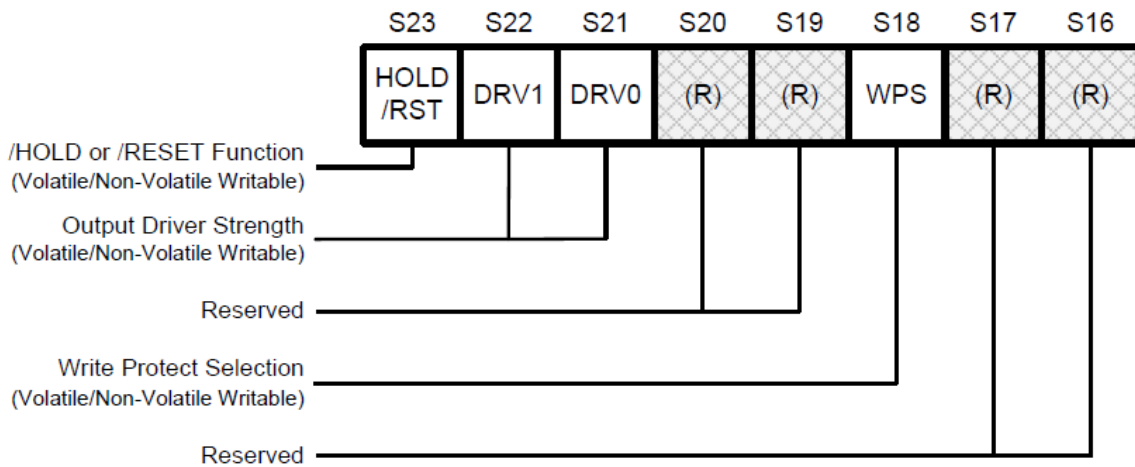 S23 S22 S21 S20 S19 S18 S17 S16
HOLD /RST DRV1 DRV0 (R) (R) WPS (R) (R)
/HOLD or /RESET Function
(Volatile/Non-Volatile Writable)
Output Driver Strength
(Volatile/Non-Volatile Writable)
Reserved
Write Protect Selection
(Volatile/Non-Volatile Writable)
Reserved